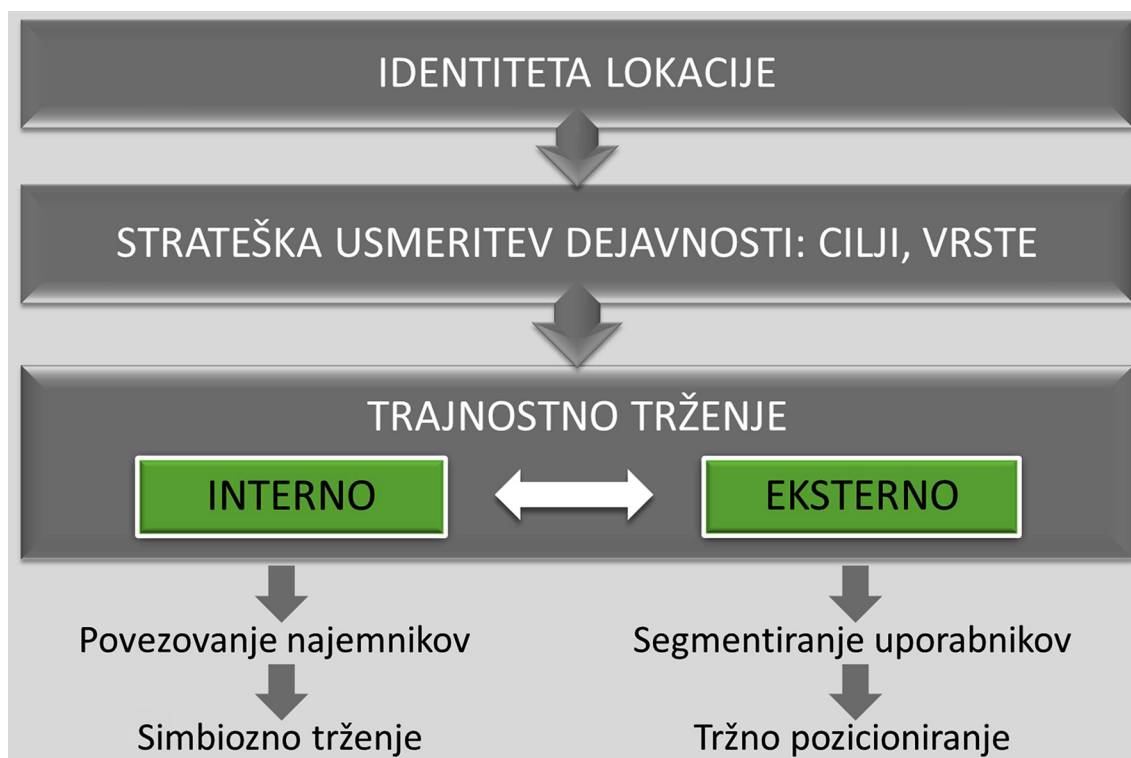 IDENTITETA LOKACIJE
STRATEŠKA USMERITEV DEJAVNOSTI: CILJI, VRSTE
TRAJNOSTNO TRŽENJE
INTERNO
EKSTERNO
Povezovanje najemnikov
Segmentiranje uporabnikov
Simbiozno trženje
Tržno pozicioniranje